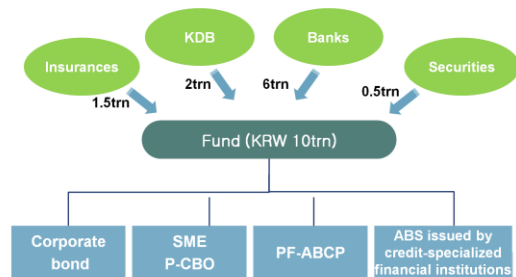 KDB
Banks
Insurances
Securities
2trn
6trn
0.5trn
1.5trn
Fund (KRW 10trn)
Corporate
bond
SME
P-CBO
PF-ABCP
ABS issued by
credit-specialized
financial institutions